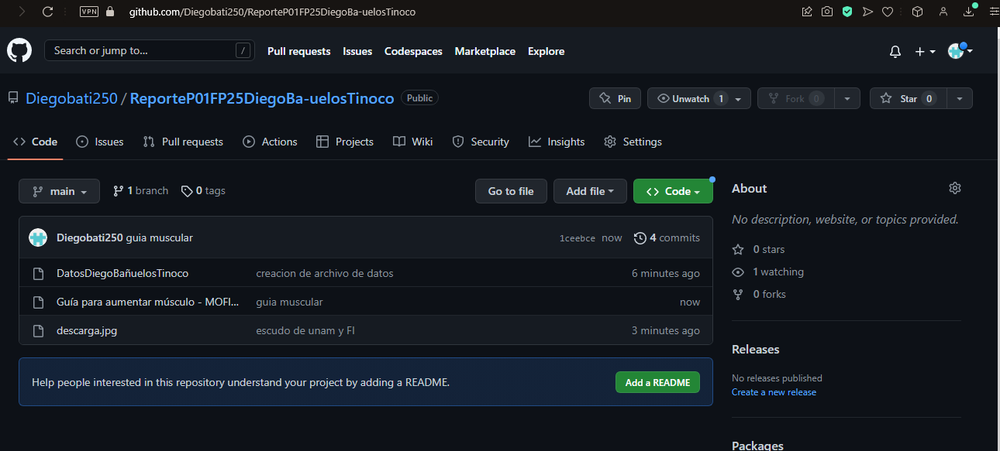 VPN github.com/Diegobati250/ReporteP01FP25DiegoBa-uelosTinoco
Search or jump to... / Pull requests Issues Codespaces Marketplace Explore
Diegobati250 / ReporteP01FP25DiegoBa-uelosTinoco Public Pin Unwatch 1 Fork 0 Star 0
Code Issues Pull requests Actions Projects Wiki Security Insights Settings
main 1 branch 0 tags Go to file Add file Code
About
No description, website, or topics provided.
Diegobati250 guia muscular 1ceebce now 4 commits
0 stars
DatosDiegoBañuelosTinoco creacion de archivo de datos 6 minutes ago
1 watching
Guía para aumentar músculo - MOFI... guia muscular now
0 forks
descarga.jpg escudo de unam y FI 3 minutes ago
Releases
No releases published
Create a new release
Help people interested in this repository understand your project by adding a README. Add a README
Packages